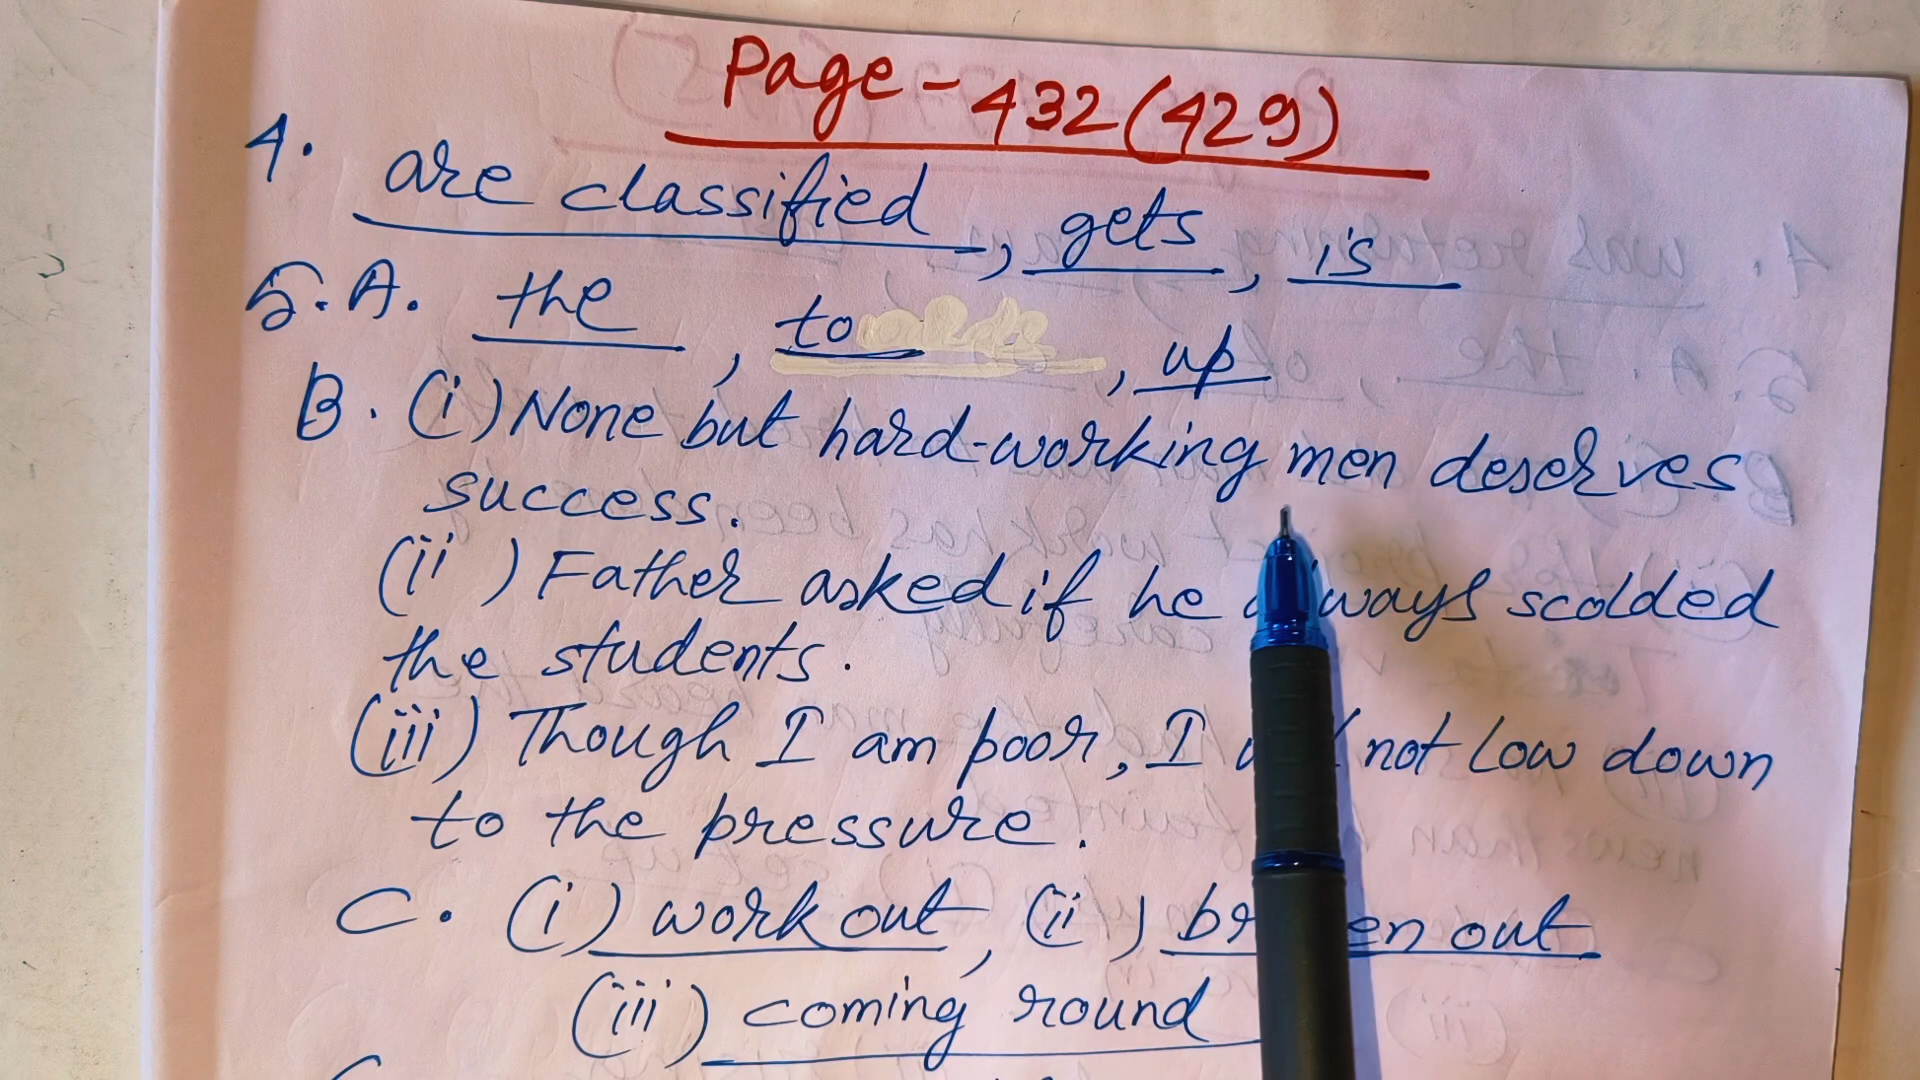 Page - 432 (429)
4. are classified, gets, is
5. A. the, to, up
B. (i) None but hard-working men deserves
success.
(ii) Father asked if he always scolded
the students.
(iii) Though I am poor, I not low down
to the pressure.
C. (i) work out, (ii) broken out
(iii) coming round